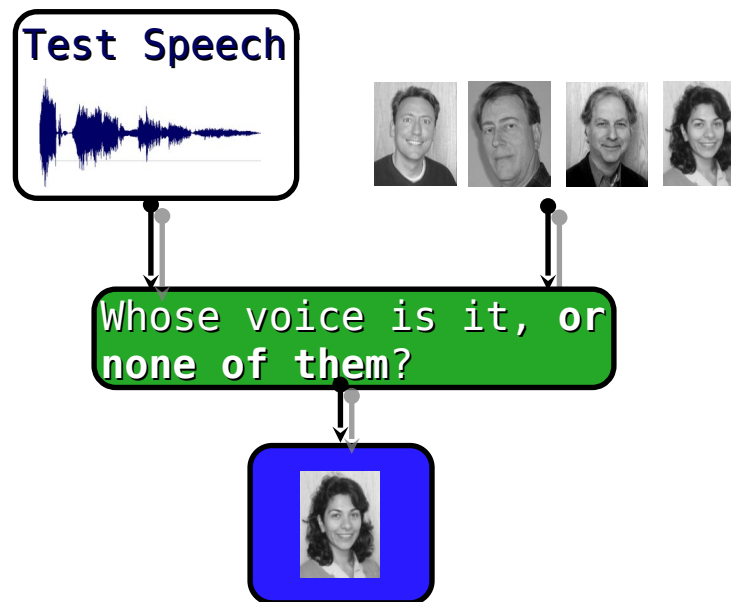 Test Speech
Whose voice is it, or
none of them?